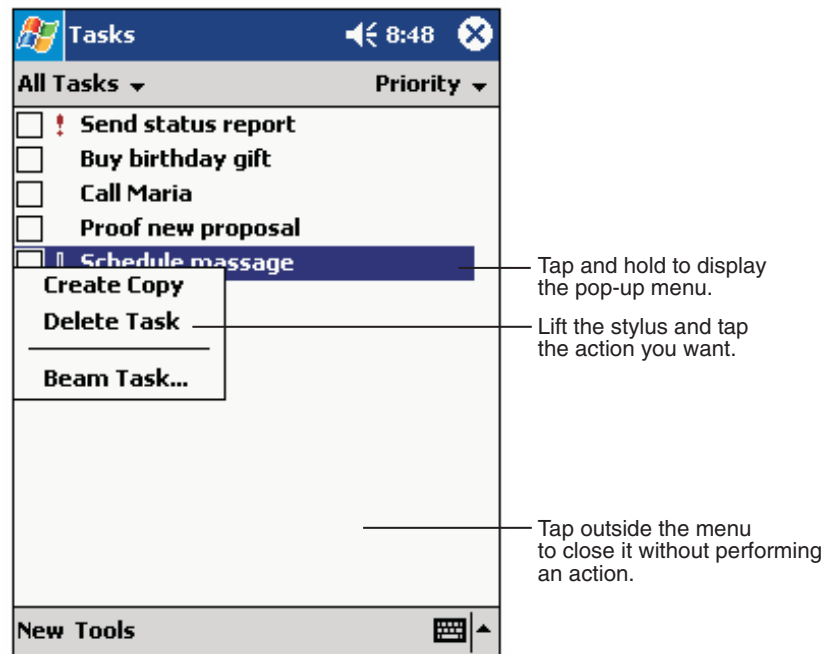 Tasks 8:48
All Tasks Priority
! Send status report
Buy birthday gift
Call Maria
Proof new proposal
Schedule massage
Create Copy
Delete Task
Beam Task...
Tap and hold to display
the pop-up menu.
Lift the stylus and tap
the action you want.
Tap outside the menu
to close it without performing
an action.
New Tools